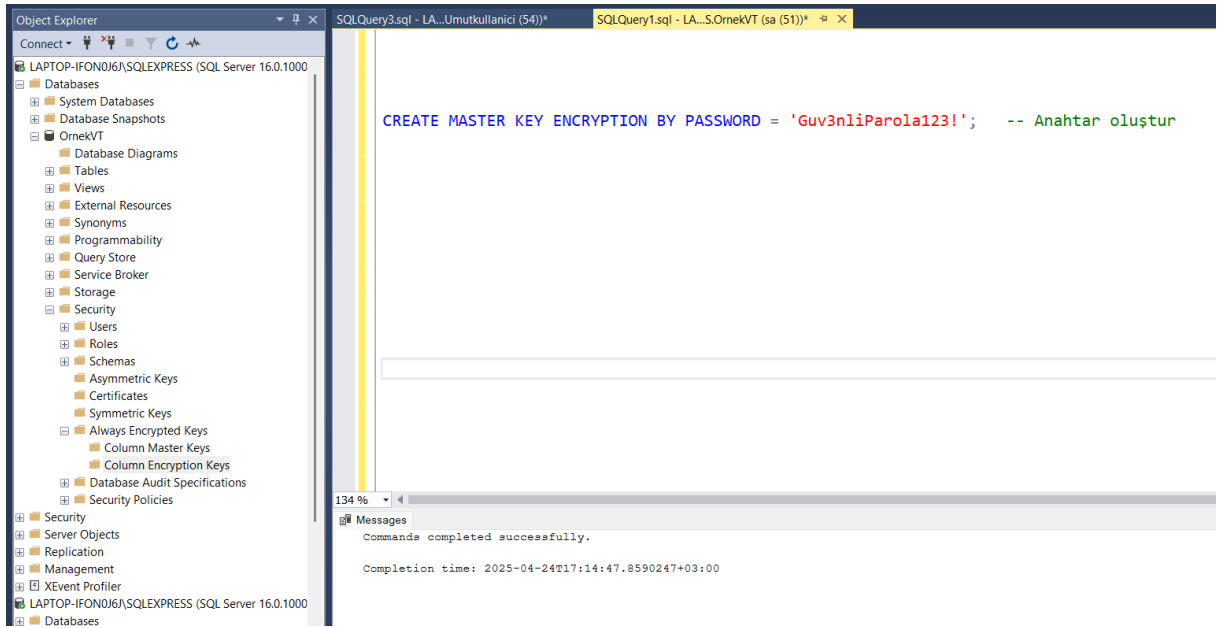 Object Explorer
Connect
LAPTOP-IFON0J6J\SQLEXPRESS (SQL Server 16.0.1000
Databases
System Databases
Database Snapshots
OrnekVT
Database Diagrams
Tables
Views
External Resources
Synonyms
Programmability
Query Store
Service Broker
Storage
Security
Users
Roles
Schemas
Asymmetric Keys
Certificates
Symmetric Keys
Always Encrypted Keys
Column Master Keys
Column Encryption Keys
Database Audit Specifications
Security Policies
Security
Server Objects
Replication
Management
XEvent Profiler
LAPTOP-IFON0J6J\SQLEXPRESS (SQL Server 16.0.1000
Databases
SQLQuery3.sql - LA...Umutkullanici (54))*
SQLQuery1.sql - LA...S.OrnekVT (sa (51))*
CREATE MASTER KEY ENCRYPTION BY PASSWORD = 'Guv3nliParola123!';   -- Anahtar oluştur
134 %
Messages
Commands completed successfully.
Completion time: 2025-04-24T17:14:47.8590247+03:00